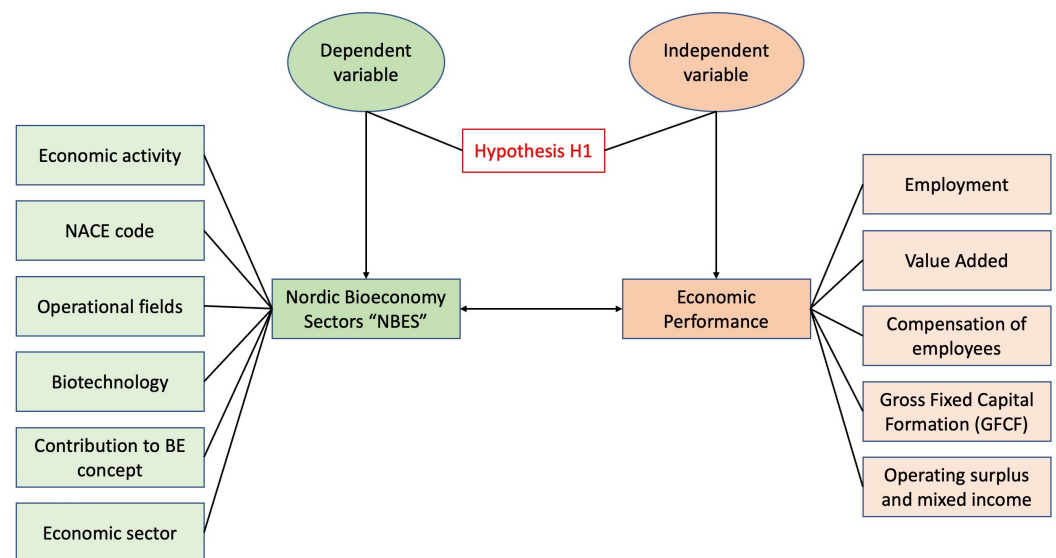 Dependent
variable
Independent
variable
Hypothesis H1
Economic activity
NACE code
Operational fields
Biotechnology
Contribution to BE
concept
Economic sector
Nordic Bioeconomy
Sectors “NBES”
Economic
Performance
Employment
Value Added
Compensation of
employees
Gross Fixed Capital
Formation (GFCF)
Operating surplus
and mixed income